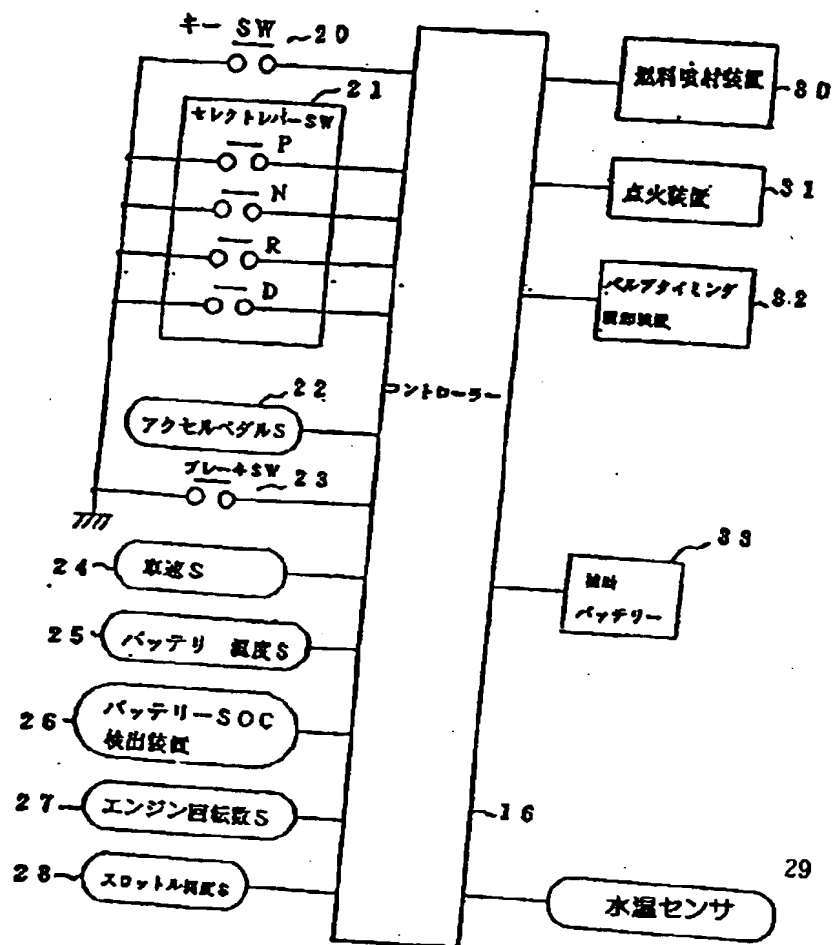 キー SW 20
21
セレクトレバーSW
P
N
R
D
22
アクセルペダルS
ブレーキSW 23
24 車速S
25 バッテリ 温度S
26 バッテリーSOC
検出装置
27 エンジン回転数S
28 スロットル S
コントローラー
16
燃料噴射装置 30
点火装置 31
バルブタイミング 32
装置
33
補助
バッテリー
29
水温センサ